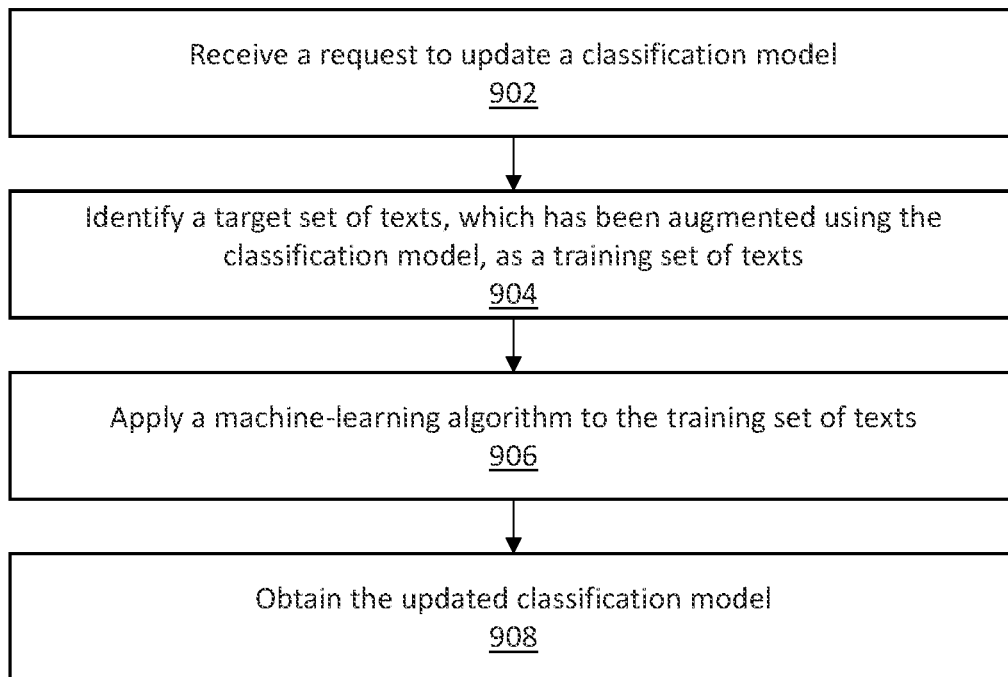 Receive a request to update a classification model
902
Identify a target set of texts, which has been augmented using the
classification model, as a training set of texts
904
Apply a machine-learning algorithm to the training set of texts
906
Obtain the updated classification model
908